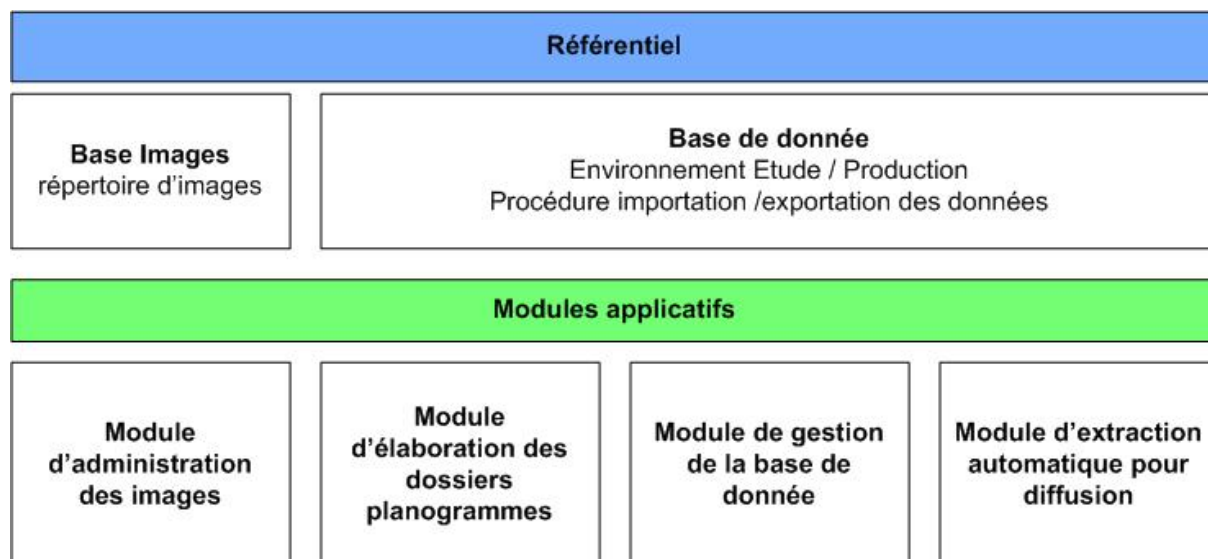 Référentiel
Base Images
répertoire d'images
Base de donnée
Environnement Etude / Production
Procédure importation /exportation des données
Modules applicatifs
Module
d'administration
des images
Module
d'élaboration des
dossiers
planogrammes
Module de gestion
de la base de
donnée
Module d'extraction
automatique pour
diffusion